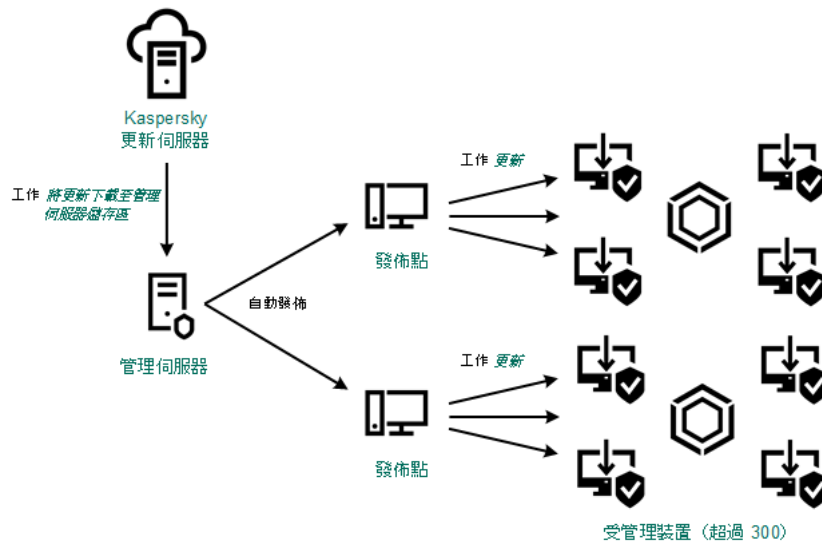 Kaspersky
更新伺服器
工作 將更新下載至管理
伺服器儲存區
管理伺服器
自動發佈
發佈點
工作 更新
發佈點
工作 更新
受管理裝置（超過 300）